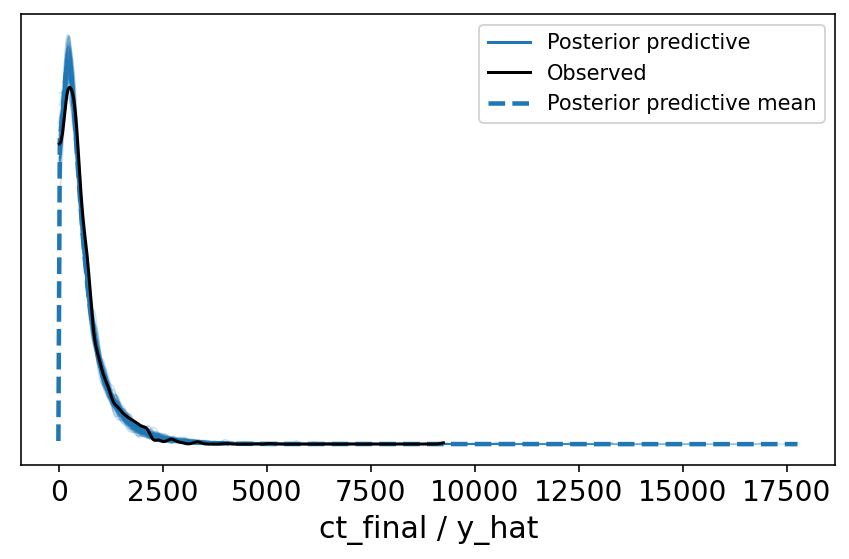 Posterior predictive
Observed
Posterior predictive mean
0 2500 5000 7500 10000 12500 15000 17500
ct_final / y_hat